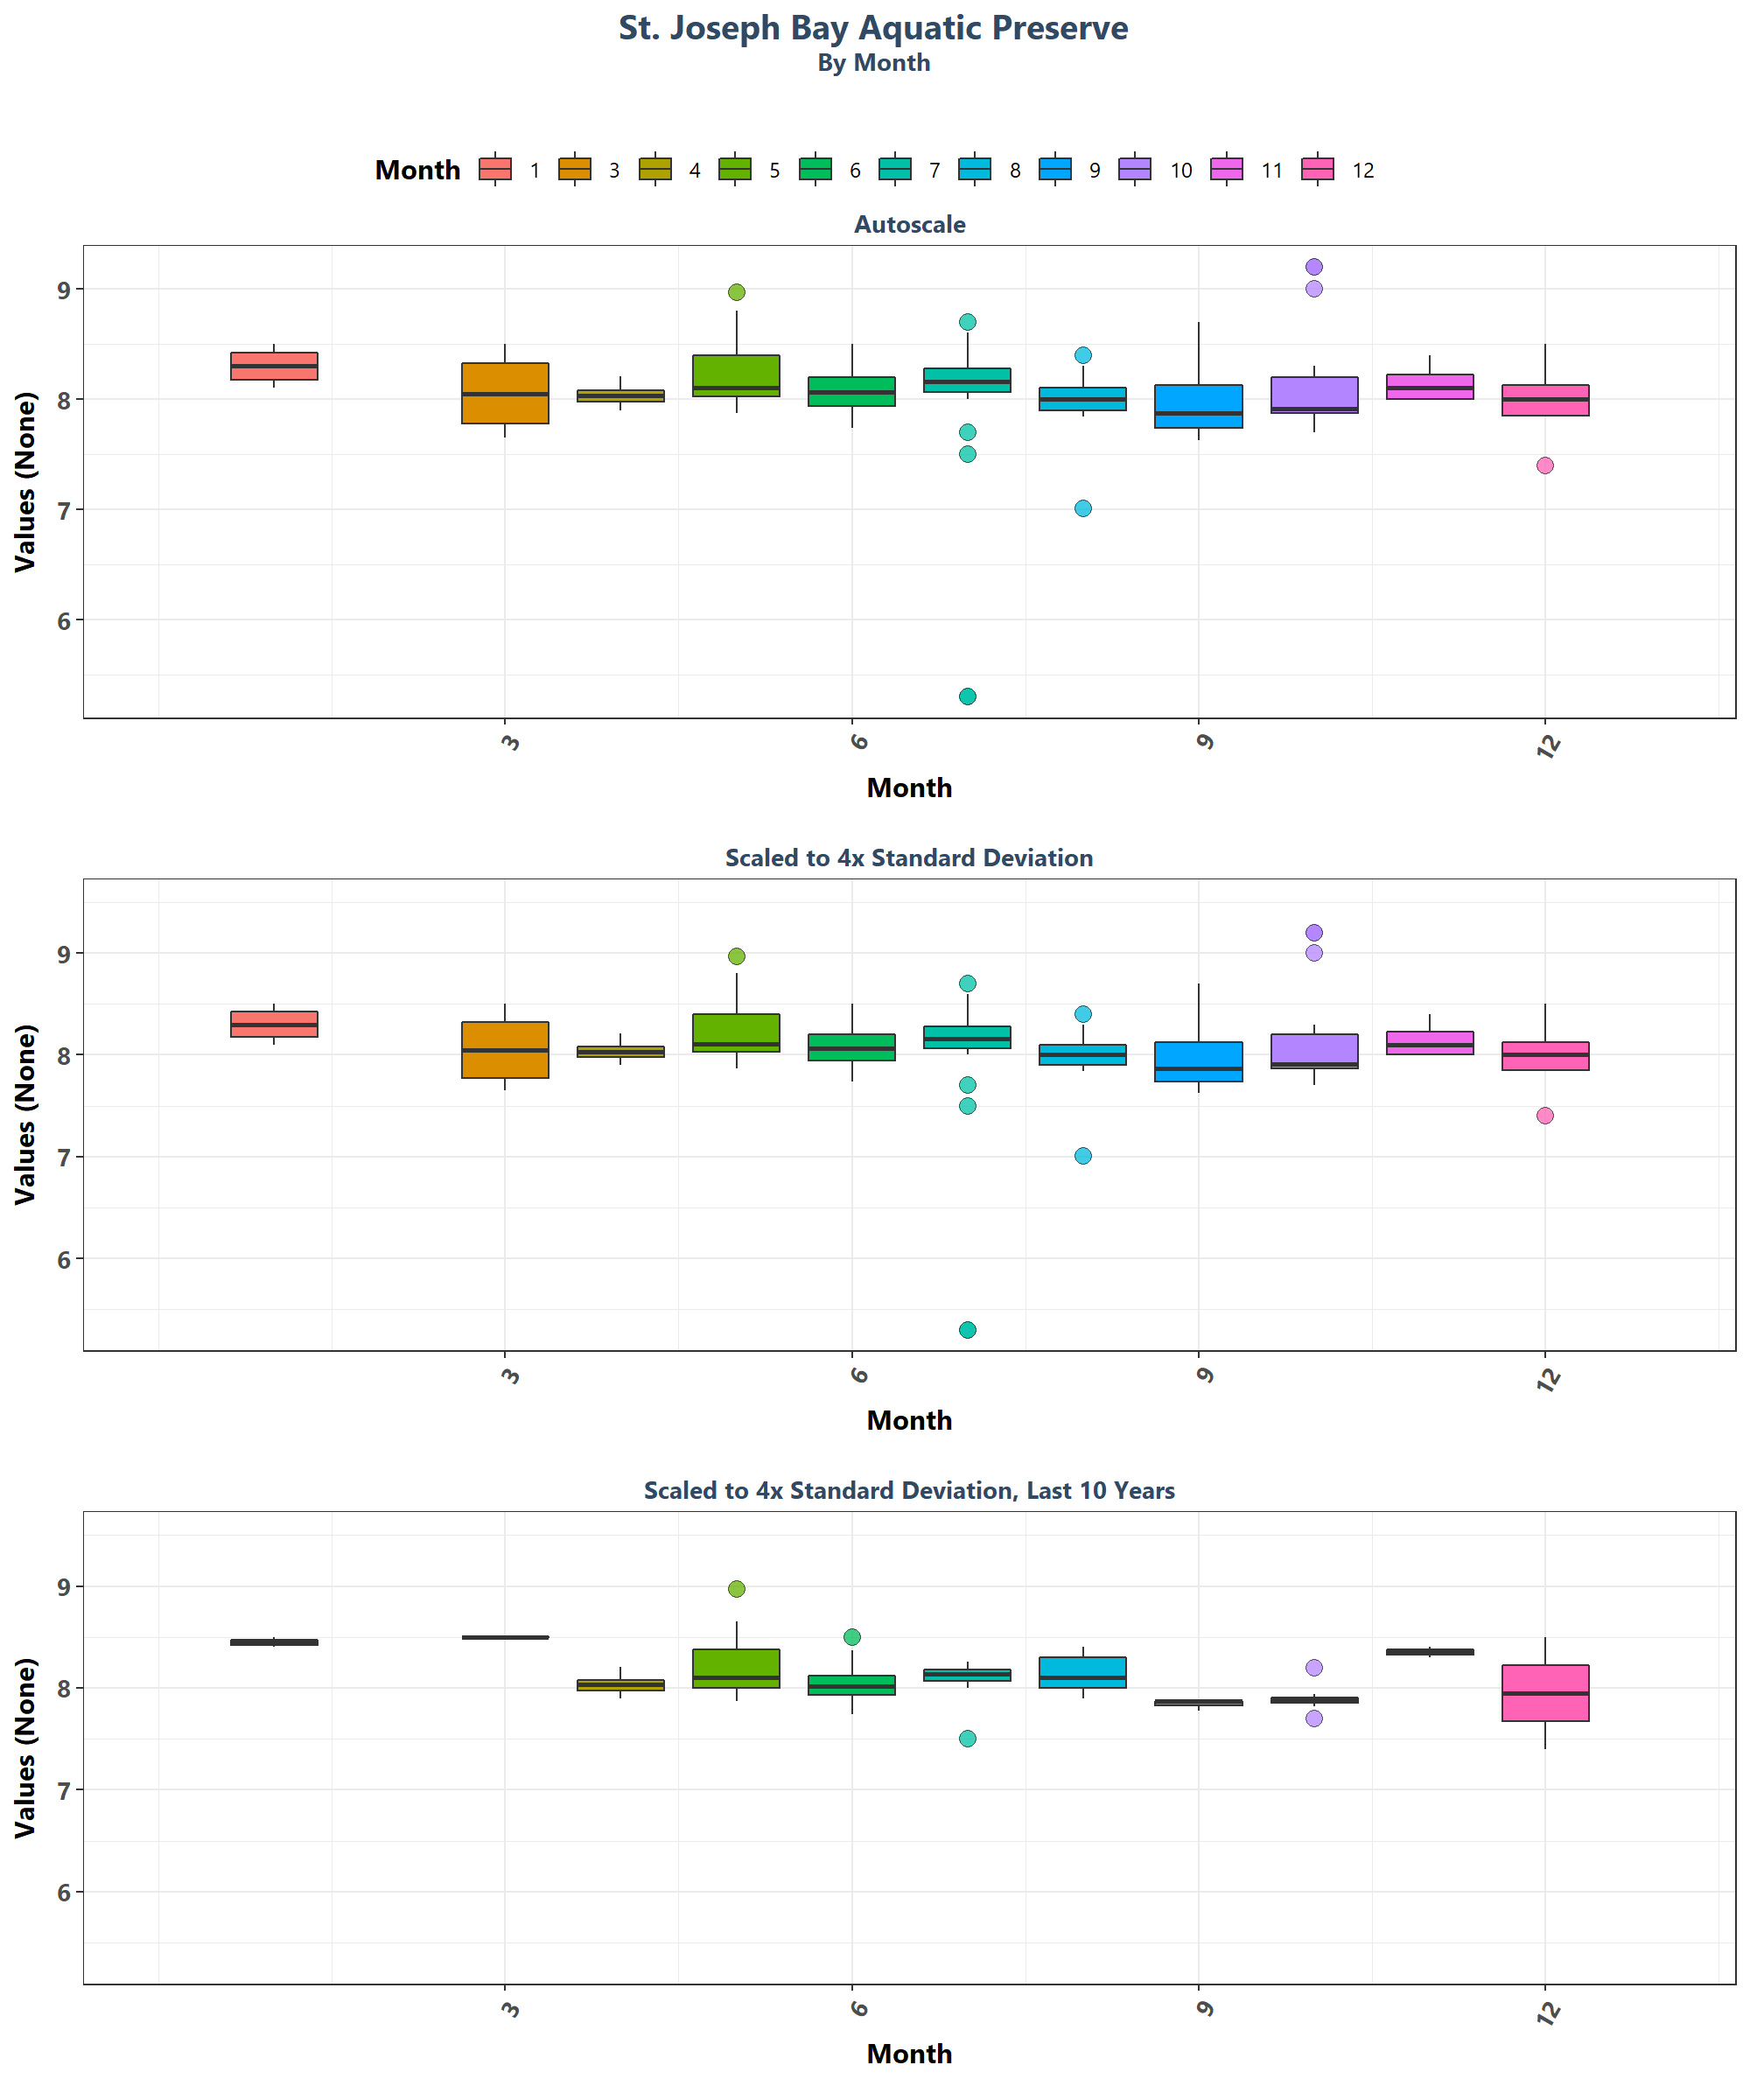 St. Joseph Bay Aquatic Preserve
By Month
Month 1 3 4 5 6 7 8 9 10 11 12
Autoscale
Values (None)
9
8
7
6
3 6 9 12
Month
Scaled to 4x Standard Deviation
Values (None)
9
8
7
6
3 6 9 12
Month
Scaled to 4x Standard Deviation, Last 10 Years
Values (None)
9
8
7
6
3 6 9 12
Month